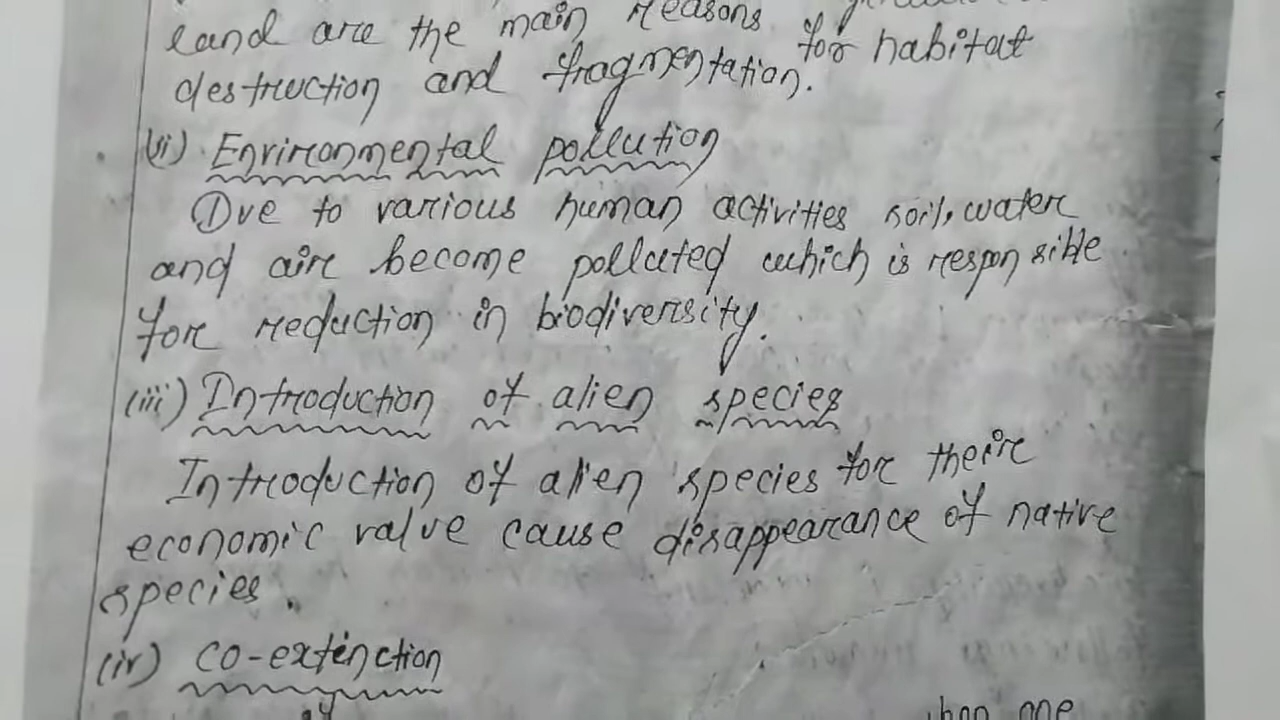 land are the main reasons
for habitat
destruction and fragmentation.
(ii) Environmental pollution
Due to various human activities soil, water
and air become polluted which is responsible
for reduction in biodiversity.
(iii) Introduction of alien species
Introduction of alien species for their
economic value cause disappearance of native
species.
(iv) co-extinction
one